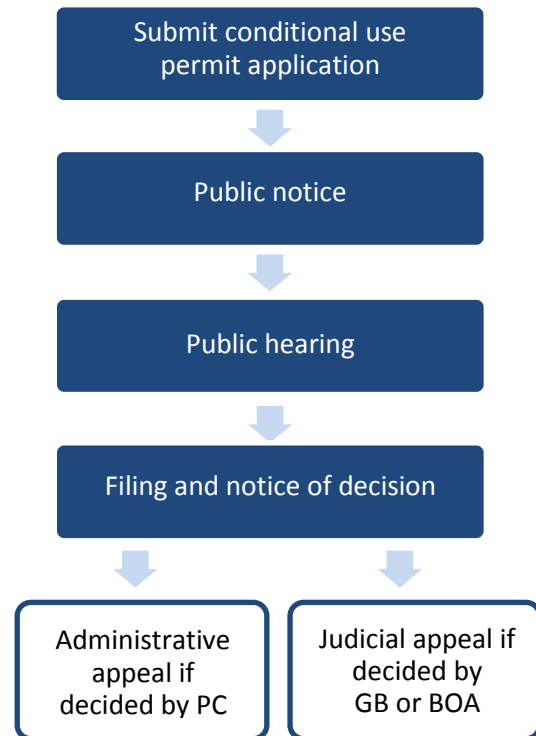 Submit conditional use
permit application
Public notice
Public hearing
Filing and notice of decision
Administrative
appeal if
decided by PC
Judicial appeal if
decided by
GB or BOA